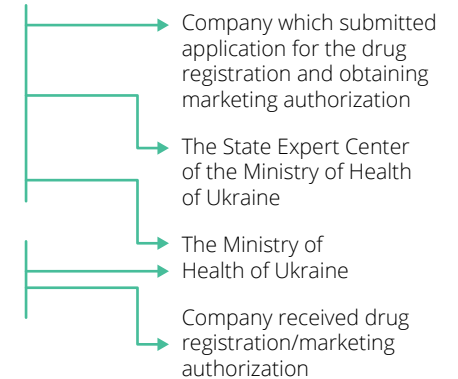 Company which submitted
application for the drug
registration and obtaining
marketing authorization
The State Expert Center
of the Ministry of Health
of Ukraine
The Ministry of
Health of Ukraine
Company received drug
registration/marketing
authorization